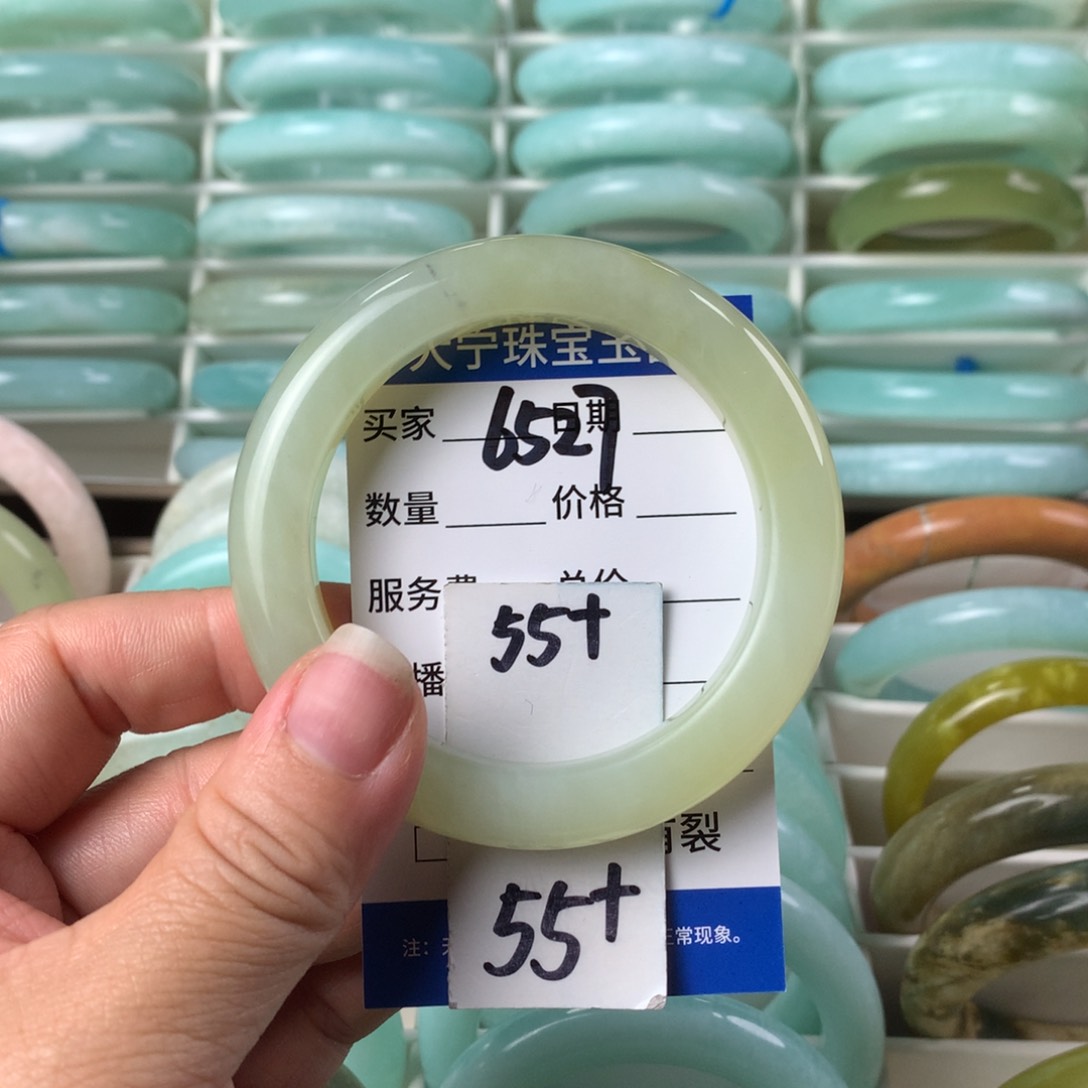 宁珠宝玉
买家 6527 日期
数量 价格
服务费 总价
播 55+
裂
55+
注： 正常现象。